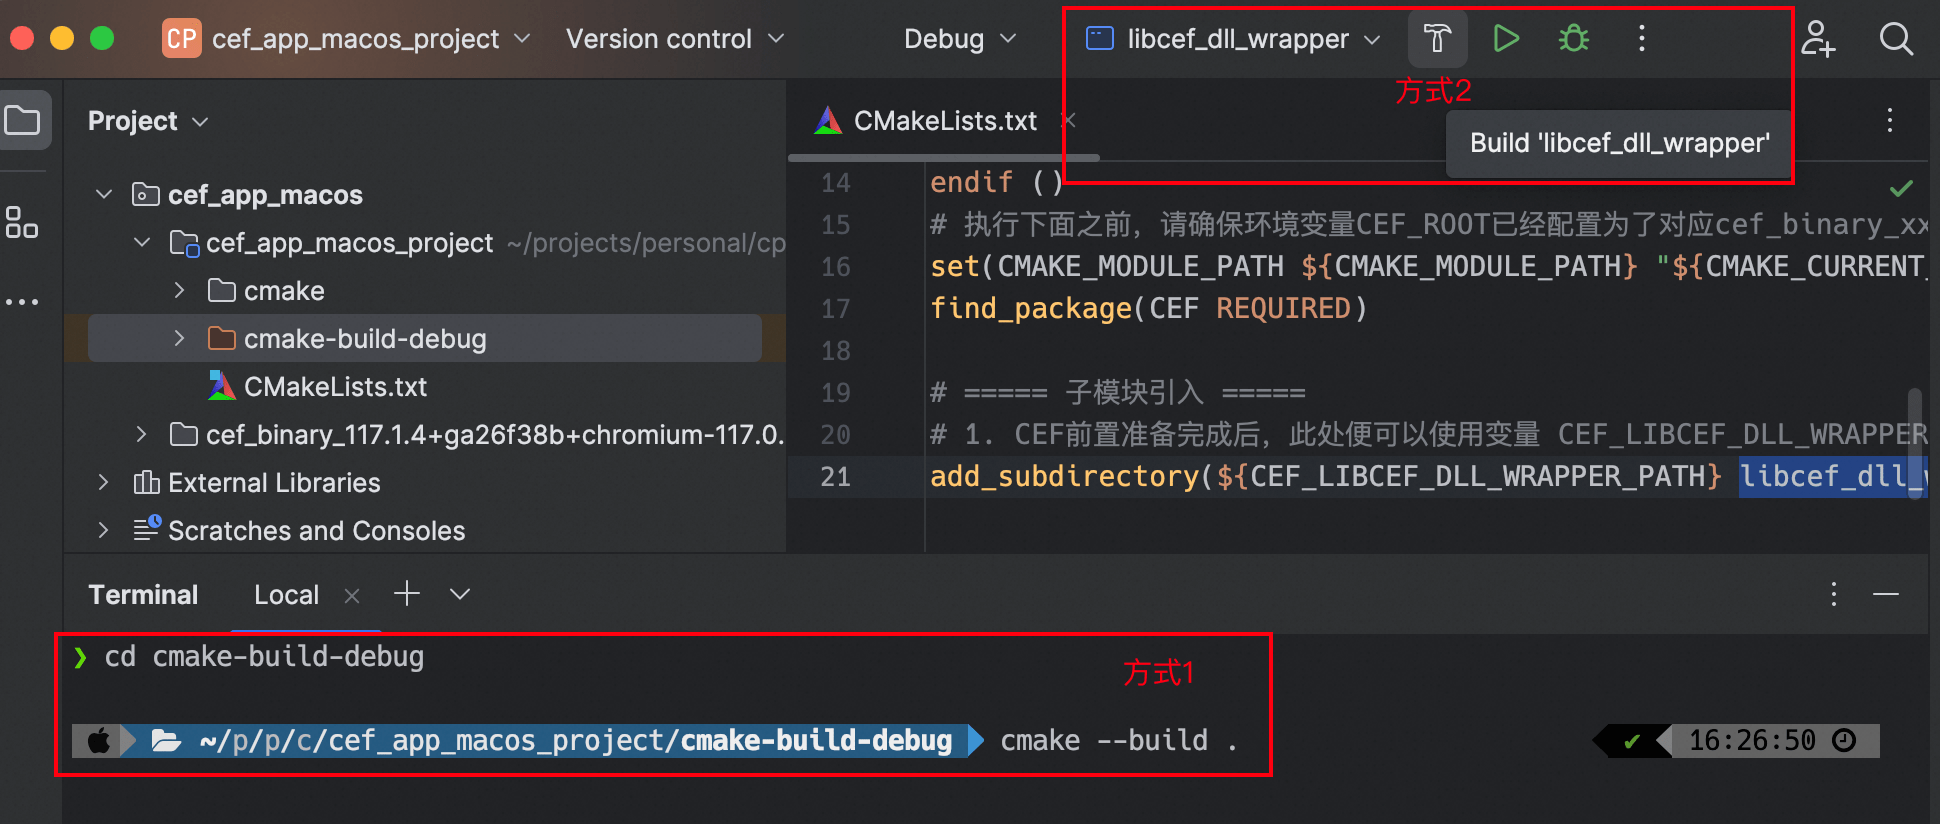 CP cef_app_macos_project Version control Debug libcef_dll_wrapper
方式2
Project
CMakeLists.txt
Build 'libcef_dll_wrapper'
cef_app_macos
cef_app_macos_project ~/projects/personal/cp
cmake
cmake-build-debug
CMakeLists.txt
cef_binary_117.1.4+ga26f38b+chromium-117.0.
External Libraries
Scratches and Consoles
14 endif ()
15 # 执行下面之前，请确保环境变量CEF_ROOT已经配置为了对应cef_binary_xx
16 set(CMAKE_MODULE_PATH ${CMAKE_MODULE_PATH} "${CMAKE_CURRENT_
17 find_package(CEF REQUIRED)
18
19 # ===== 子模块引入 =====
20 # 1. CEF前置准备完成后，此处便可以使用变量 CEF_LIBCEF_DLL_WRAPPER
21 add_subdirectory(${CEF_LIBCEF_DLL_WRAPPER_PATH} libcef_dll_w
Terminal Local
❯ cd cmake-build-debug
方式1
~/p/p/c/cef_app_macos_project/cmake-build-debug cmake --build . ✔ 16:26:50